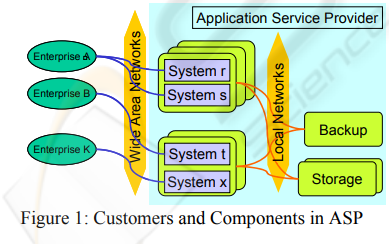 Application Service Provider
Wide Area Networks
Local Networks
Enterprise A
Enterprise B
Enterprise K
System r
System s
System t
System x
Backup
Storage
Figure 1: Customers and Components in ASP